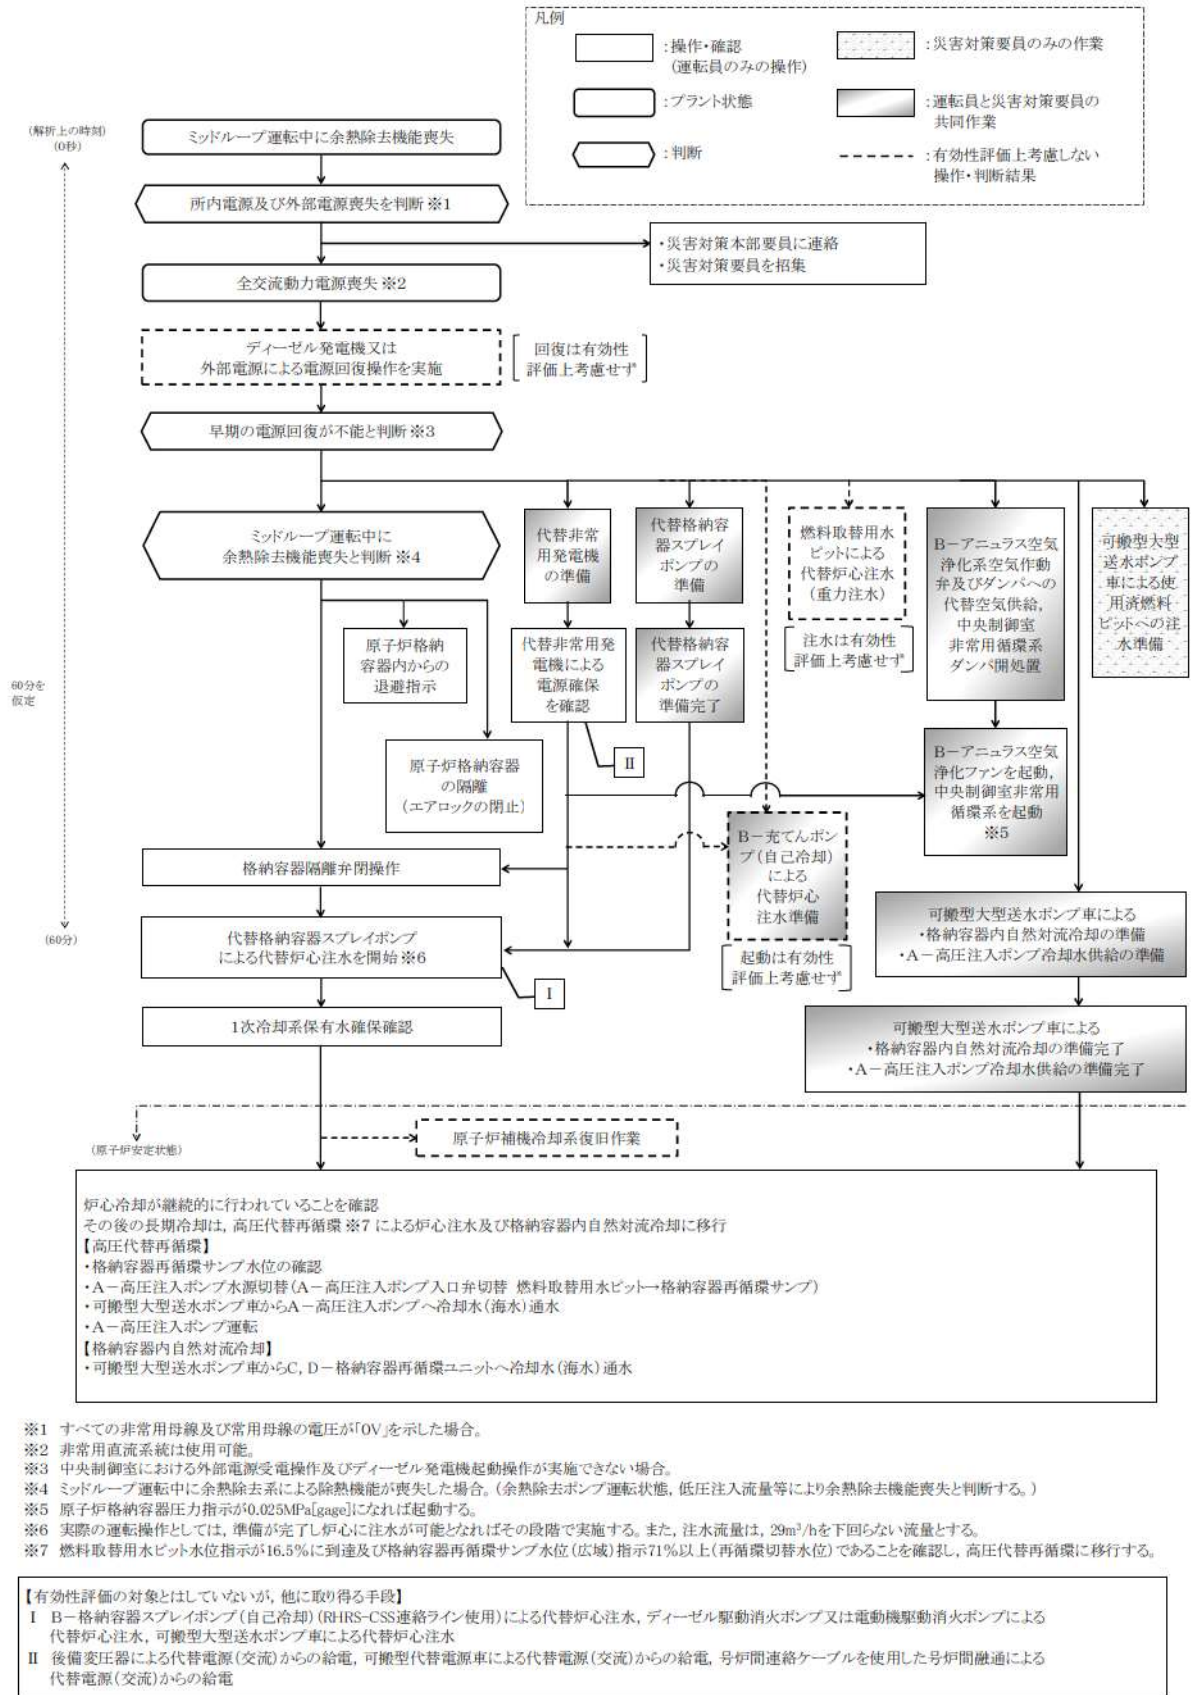 凡例
:操作・確認
(運転員のみの操作)
:災害対策要員のみの作業
:プラント状態
:運転員と災害対策要員の
共同作業
:判断
:有効性評価上考慮しない
操作・判断結果
(解析上の時刻)
(0秒)
ミッドループ運転中に余熱除去機能喪失
所内電源及び外部電源喪失を判断※1
・災害対策本部要員に連絡
・災害対策要員を招集
全交流動力電源喪失※2
ディーゼル発電機又は
外部電源による電源回復操作を実施
回復は有効性
評価上考慮せず
早期の電源回復が不能と判断※3
ミッドループ運転中に
余熱除去機能喪失と判断※4
代替非常
用発電機
の準備
代替格納容
器スプレイ
ポンプの
準備
燃料取替用水
ピットによる
代替炉心注水
(重力注水)
B-アニュラス空気
浄化系空気作動
弁及びダンパへの
代替空気供給,
中央制御室
非常用循環系
ダンパ開処置
可搬型大型
送水ポンプ
車による使
用済燃料
ピットへの注
水準備
原子炉格納
容器内からの
退避指示
代替非常用発
電機による
電源確保
を確認
代替格納容
器スプレイ
ポンプの
準備完了
注水は有効性
評価上考慮せず
60分を
仮定
原子炉格納容器
の隔離
(エアロックの閉止)
II
B-アニュラス空気
浄化ファンを起動,
中央制御室非常用
循環系を起動
※5
B-充てんポン
プ(自己冷却)
による
代替炉心
注水準備
格納容器隔離弁閉操作
(60分)
代替格納容器スプレイポンプ
による代替炉心注水を開始※6
起動は有効性
評価上考慮せず
可搬型大型送水ポンプ車による
・格納容器内自然対流冷却の準備
・A-高圧注入ポンプ冷却水供給の準備
I
1次冷却系保有水確保確認
可搬型大型送水ポンプ車による
・格納容器内自然対流冷却の準備完了
・A-高圧注入ポンプ冷却水供給の準備完了
(原子炉安定状態)
原子炉補機冷却系復旧作業
炉心冷却が継続的に行われていることを確認
その後の長期冷却は,高圧代替再循環※7による炉心注水及び格納容器内自然対流冷却に移行
【高圧代替再循環】
・格納容器再循環サンプ水位の確認
・A-高圧注入ポンプ水源切替(A-高圧注入ポンプ入口弁切替 燃料取替用水ピット→格納容器再循環サンプ)
・可搬型大型送水ポンプ車からA-高圧注入ポンプへ冷却水(海水)通水
・A-高圧注入ポンプ運転
【格納容器内自然対流冷却】
・可搬型大型送水ポンプ車からC,D-格納容器再循環ユニットへ冷却水(海水)通水
※1 すべての非常用母線及び常用母線の電圧が「0V」を示した場合。
※2 非常用直流系統は使用可能。
※3 中央制御室における外部電源受電操作及びディーゼル発電機起動操作が実施できない場合。
※4 ミッドループ運転中に余熱除去系による除熱機能が喪失した場合。(余熱除去ポンプ運転状態,低圧注入流量等により余熱除去機能喪失と判断する。)
※5 原子炉格納容器圧力指示が0.025MPa[gage]になれば起動する。
※6 実際の運転操作としては,準備が完了し炉心に注水が可能となればその段階で実施する。また,注水流量は,29m³/hを下回らない流量とする。
※7 燃料取替用水ピット水位指示が16.5%に到達及び格納容器再循環サンプ水位(広域)指示71%以上(再循環切替水位)であることを確認し,高圧代替再循環に移行する。
【有効性評価の対象とはしていないが,他に取り得る手段】
I B-格納容器スプレイポンプ(自己冷却)(RHRS-CSS連絡ライン使用)による代替炉心注水,ディーゼル駆動消火ポンプ又は電動機駆動消火ポンプによる
代替炉心注水,可搬型大型送水ポンプ車による代替炉心注水
II 後備変圧器による代替電源(交流)からの給電,可搬型代替電源車による代替電源(交流)からの給電,号炉間連絡ケーブルを使用した号炉間融通による
代替電源(交流)からの給電